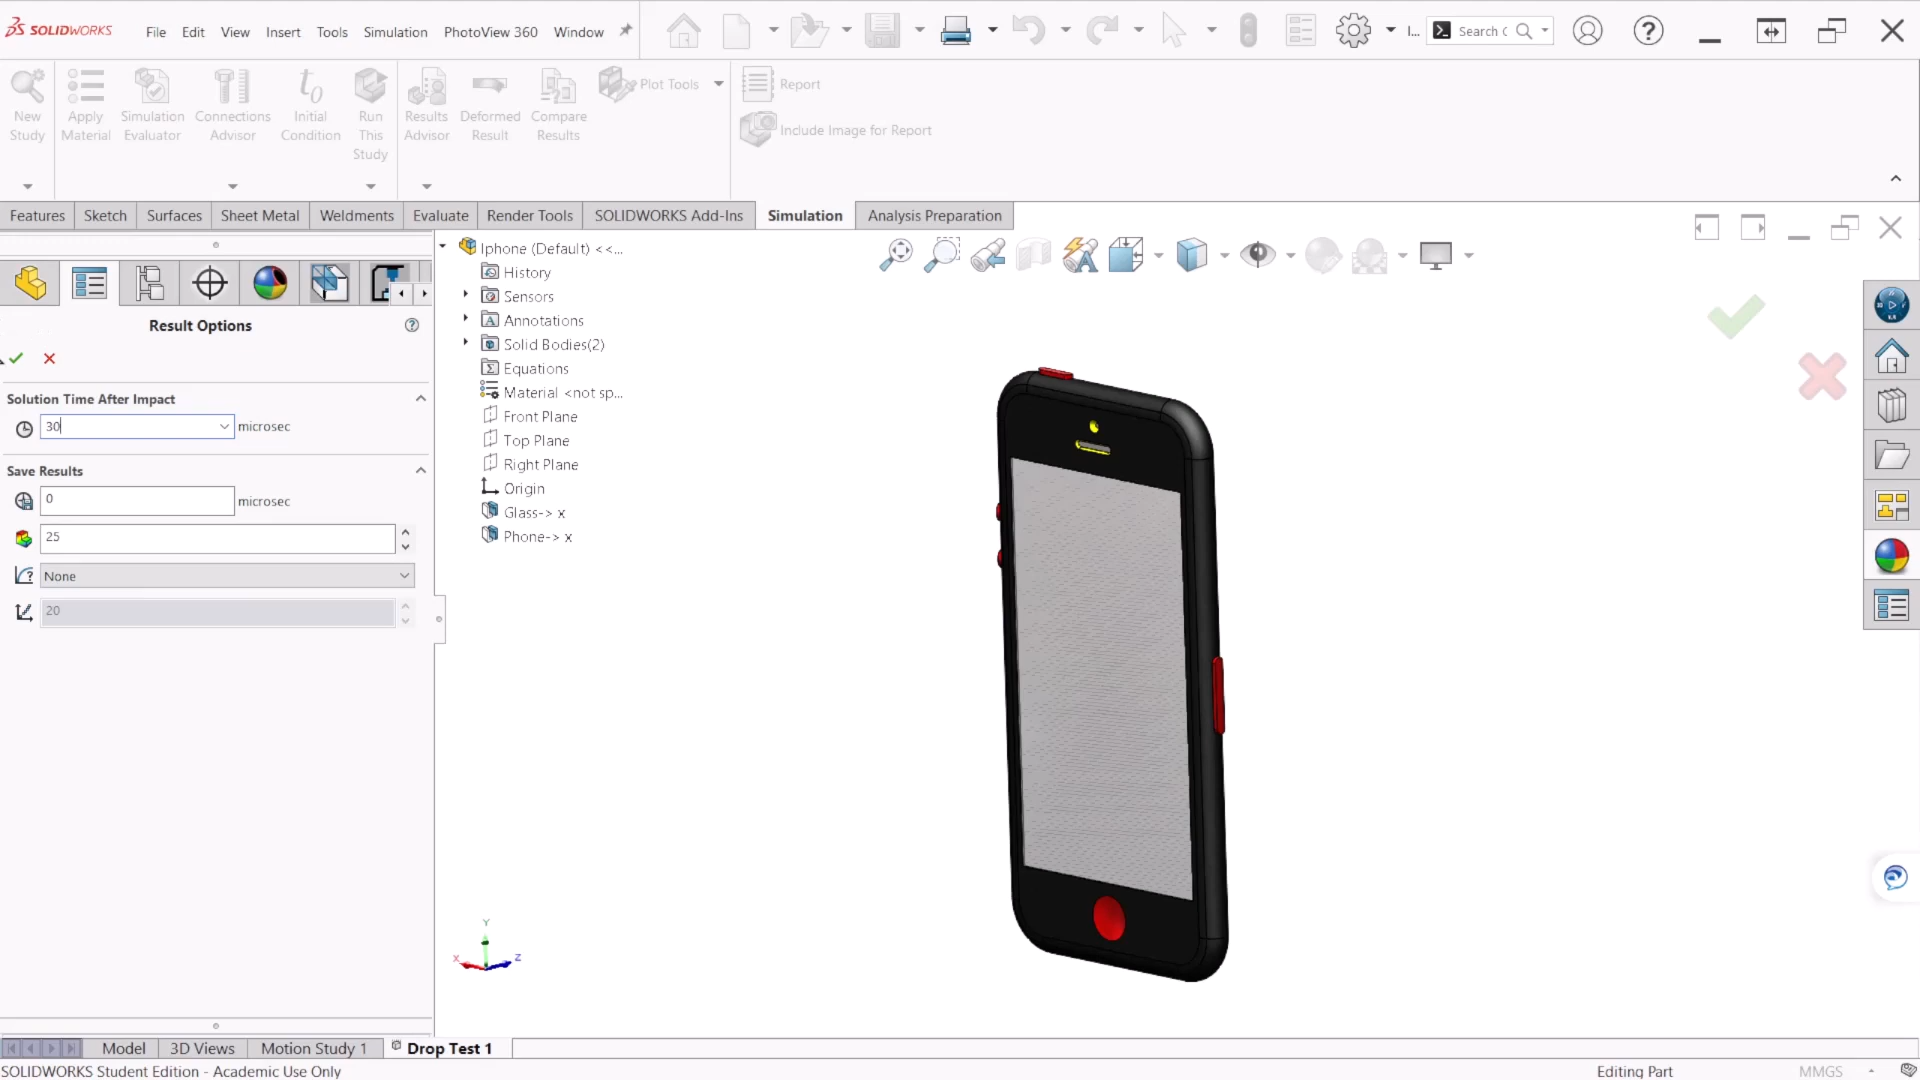 SOLIDWORKS File Edit View Insert Tools Simulation PhotoView 360 Window I... Search
New Study
Apply Material
Simulation Evaluator
Connections Advisor
Initial Condition
Run This Study
Results Advisor
Deformed Result
Compare Results
Plot Tools
Report
Include Image for Report
Features Sketch Surfaces Sheet Metal Weldments Evaluate Render Tools SOLIDWORKS Add-Ins Simulation Analysis Preparation
Result Options
Solution Time After Impact
30 microsec
Save Results
0 microsec
25
None
20
Iphone (Default) <<...
History
Sensors
Annotations
Solid Bodies(2)
Equations
Material <not sp...
Front Plane
Top Plane
Right Plane
Origin
Glass-> x
Phone-> x
Y
X
Z
Model 3D Views Motion Study 1 Drop Test 1
SOLIDWORKS Student Edition - Academic Use Only Editing Part MMGS